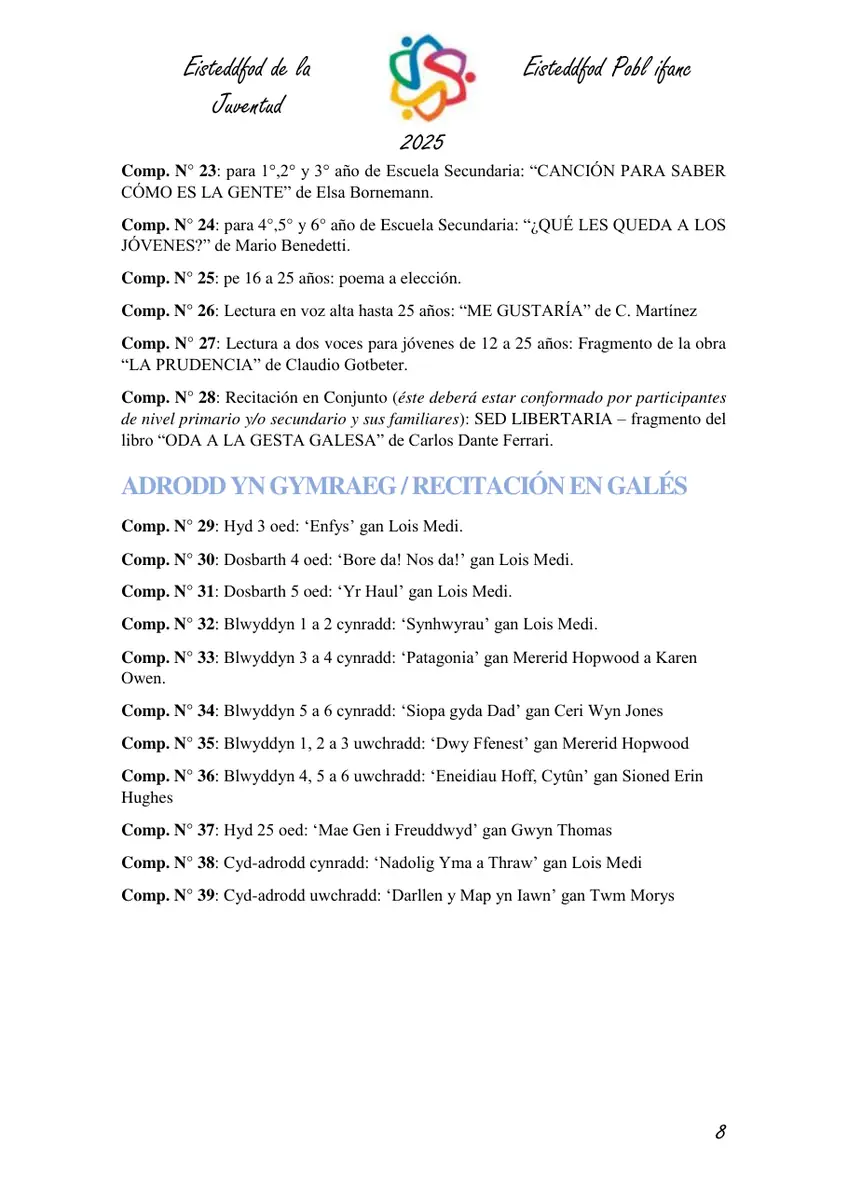 Eisteddfod de la
Juventud
Eisteddfod Pobl ifanc
2025
Comp. N° 23: para 1°,2° y 3° año de Escuela Secundaria: “CANCIÓN PARA SABER
CÓMO ES LA GENTE” de Elsa Bornemann.
Comp. N° 24: para 4°,5° y 6° año de Escuela Secundaria: “¿QUÉ LES QUEDA A LOS
JÓVENES?” de Mario Benedetti.
Comp. N° 25: pe 16 a 25 años: poema a elección.
Comp. N° 26: Lectura en voz alta hasta 25 años: “ME GUSTARÍA” de C. Martínez
Comp. N° 27: Lectura a dos voces para jóvenes de 12 a 25 años: Fragmento de la obra
“LA PRUDENCIA” de Claudio Gotbeter.
Comp. N° 28: Recitación en Conjunto (éste deberá estar conformado por participantes
de nivel primario y/o secundario y sus familiares): SED LIBERTARIA – fragmento del
libro “ODA A LA GESTA GALESA” de Carlos Dante Ferrari.
ADRODD YN GYMRAEG / RECITACIÓN EN GALÉS
Comp. N° 29: Hyd 3 oed: ‘Enfys’ gan Lois Medi.
Comp. N° 30: Dosbarth 4 oed: ‘Bore da! Nos da!’ gan Lois Medi.
Comp. N° 31: Dosbarth 5 oed: ‘Yr Haul’ gan Lois Medi.
Comp. N° 32: Blwyddyn 1 a 2 cynradd: ‘Synhwyrau’ gan Lois Medi.
Comp. N° 33: Blwyddyn 3 a 4 cynradd: ‘Patagonia’ gan Mererid Hopwood a Karen
Owen.
Comp. N° 34: Blwyddyn 5 a 6 cynradd: ‘Siopa gyda Dad’ gan Ceri Wyn Jones
Comp. N° 35: Blwyddyn 1, 2 a 3 uwchradd: ‘Dwy Ffenest’ gan Mererid Hopwood
Comp. N° 36: Blwyddyn 4, 5 a 6 uwchradd: ‘Eneidiau Hoff, Cytûn’ gan Sioned Erin
Hughes
Comp. N° 37: Hyd 25 oed: ‘Mae Gen i Freuddwyd’ gan Gwyn Thomas
Comp. N° 38: Cyd-adrodd cynradd: ‘Nadolig Yma a Thraw’ gan Lois Medi
Comp. N° 39: Cyd-adrodd uwchradd: ‘Darllen y Map yn Iawn’ gan Twm Morys
8